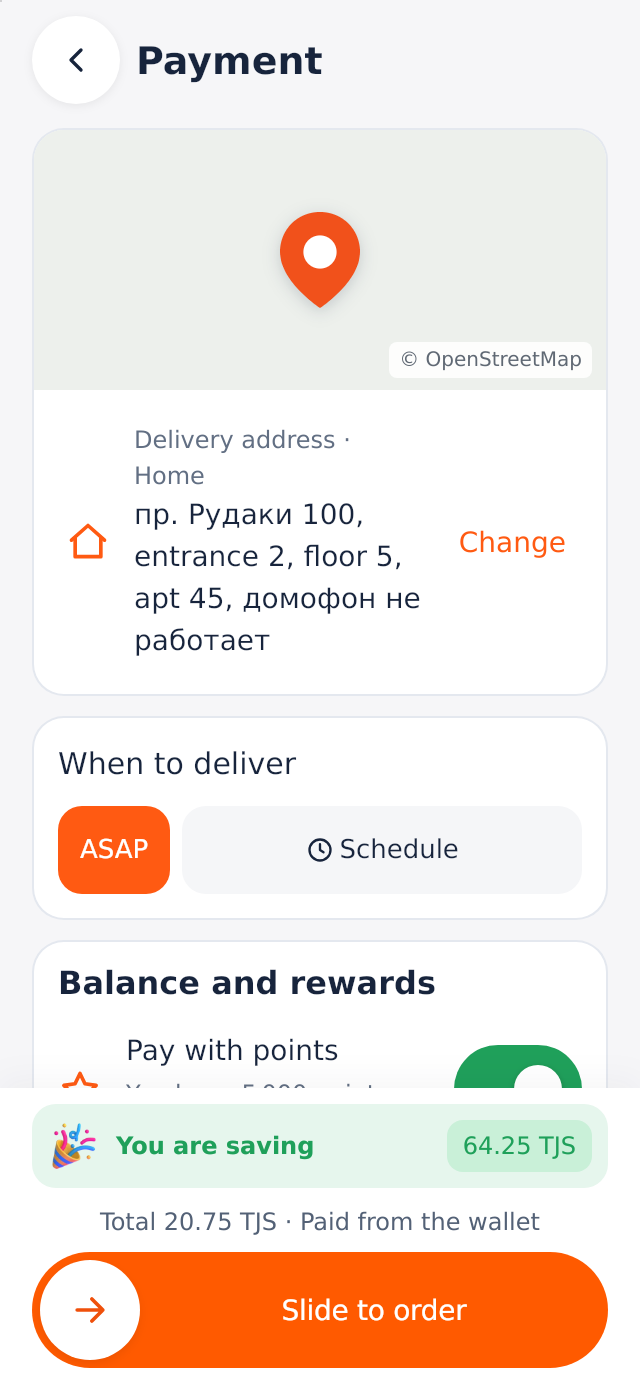 Payment
© OpenStreetMap
Delivery address ·
Home
пр. Рудаки 100,
entrance 2, floor 5,
apt 45, домофон не
работает
Change
When to deliver
ASAP
Schedule
Balance and rewards
Pay with points
You are saving
64.25 TJS
Total 20.75 TJS · Paid from the wallet
Slide to order